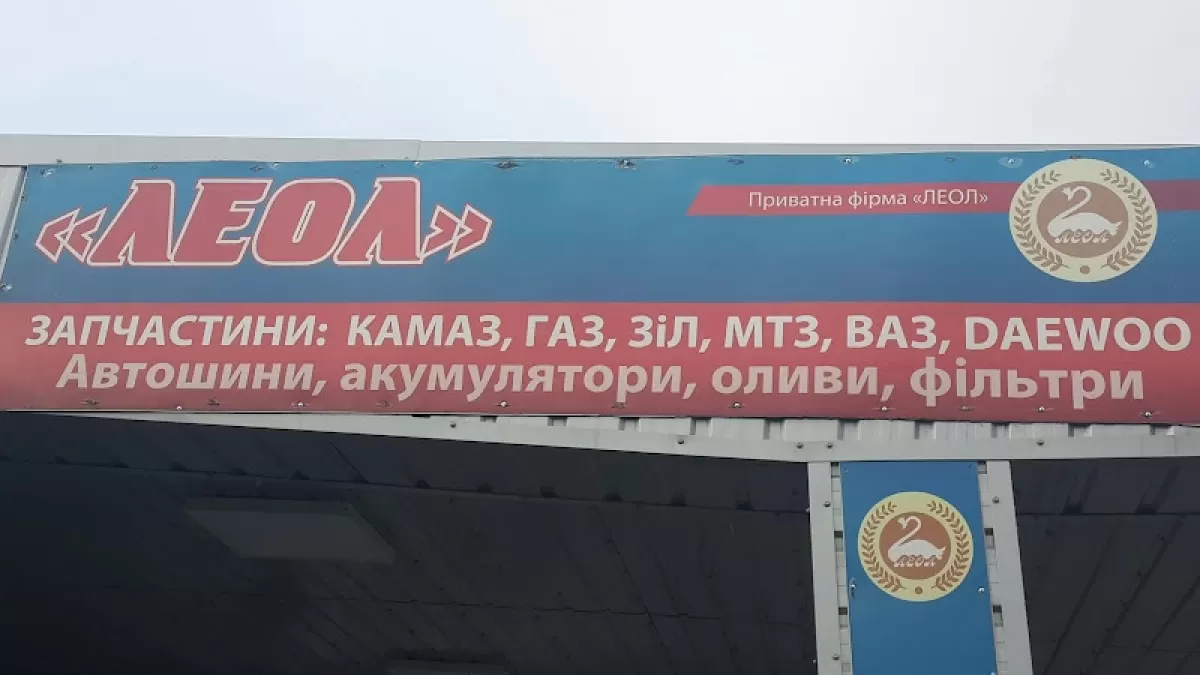 «ЛЕОЛ»
Приватна фірма «ЛЕОЛ»
ЛЕОЛ
ЗАПЧАСТИНИ: КАМАЗ, ГАЗ, ЗіЛ, МТЗ, ВАЗ, DAEWOO
Автошини, акумулятори, оливи, фільтри
ЛЕОЛ